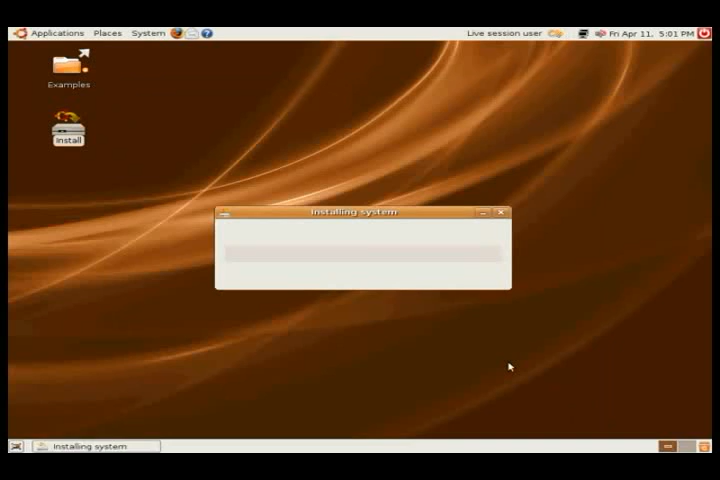 Applications Places System
Live session user
Fri Apr 11, 5:01 PM
Examples
Install
Installing system
Installing system